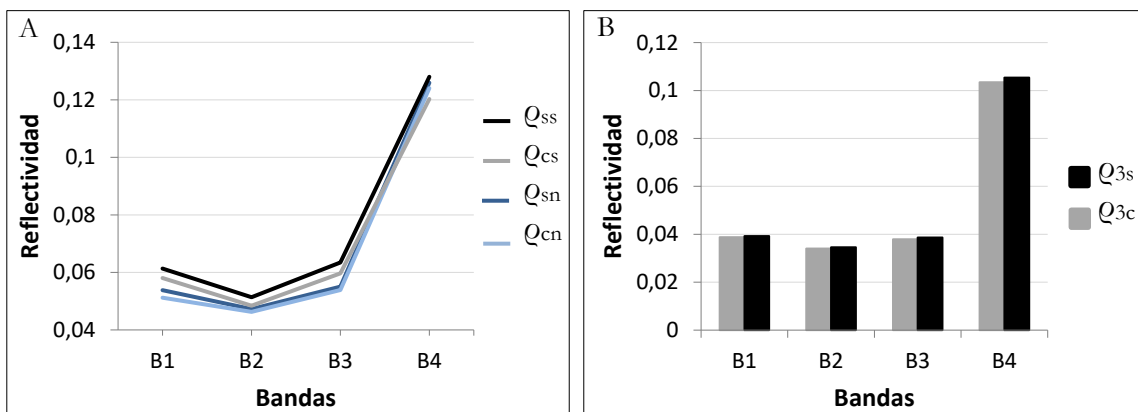 A
0,14
0,12
0,1
0,08
0,06
0,04
Reflectividad
B1 B2 B3 B4
Bandas
ϱss
ϱcs
ϱsn
ϱcn
B
0,12
0,1
0,08
0,06
0,04
0,02
0
Reflectividad
B1 B2 B3 B4
Bandas
ϱ3s
ϱ3c